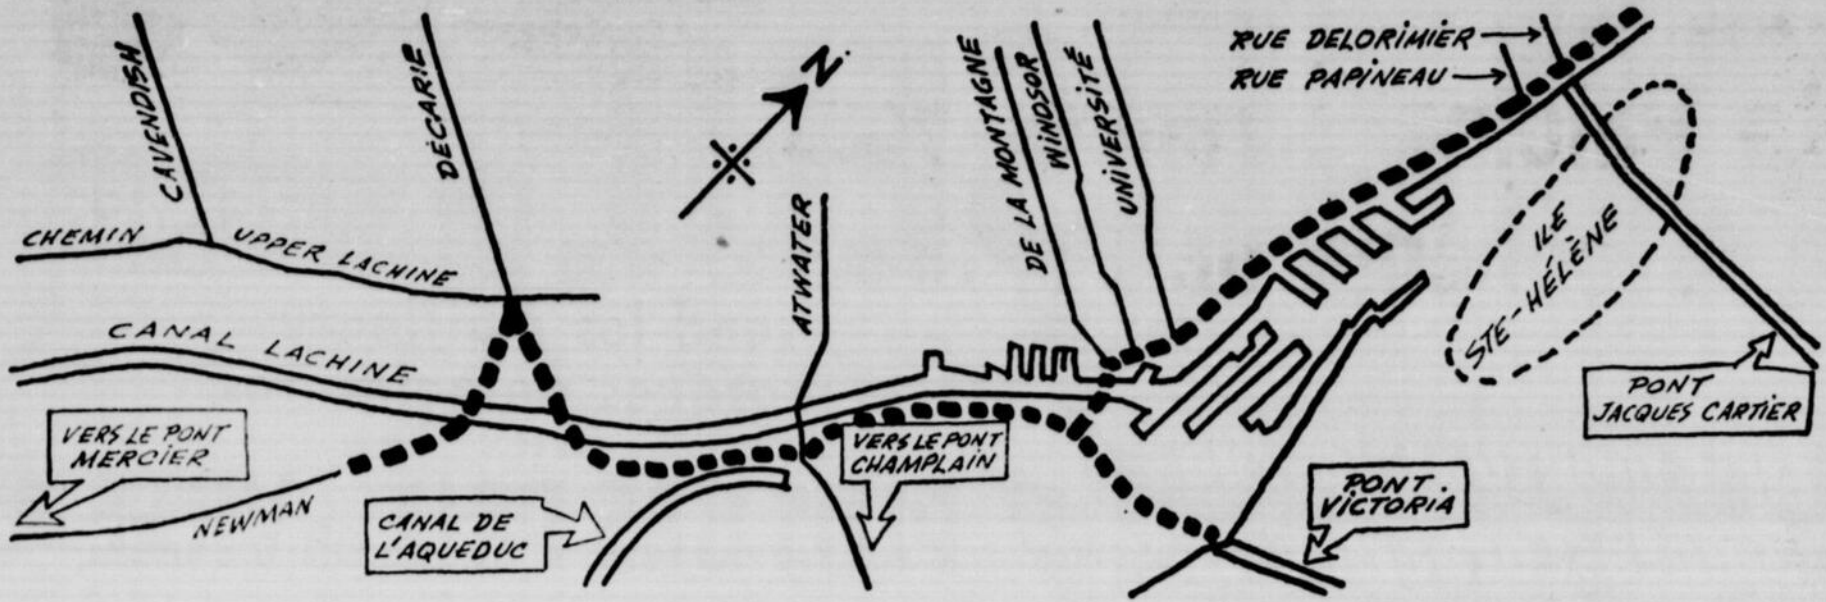 CAVENDISH
DÉCARIE
N.
DE LA MONTAGNE
WINDSOR
UNIVERSITÉ
RUE DELORIMIER
RUE PAPINEAU
CHEMIN UPPER LACHINE
ATWATER
ILE
STE-HÉLÈNE
CANAL LACHINE
PONT
JACQUES CARTIER
VERS LE PONT
MERCIER
VERS LE PONT
CHAMPLAIN
NEWMAN
CANAL DE
L'AQUEDUC
PONT
VICTORIA